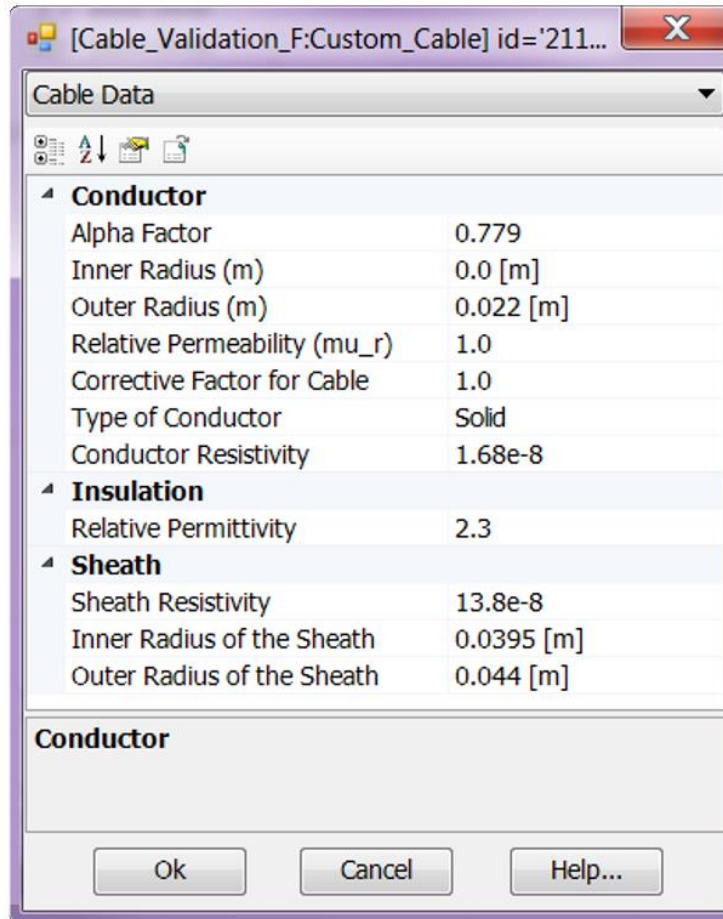 [Cable_Validation_F:Custom_Cable] id='211...
Cable Data
Conductor
Alpha Factor 0.779
Inner Radius (m) 0.0 [m]
Outer Radius (m) 0.022 [m]
Relative Permeability (mu_r) 1.0
Corrective Factor for Cable 1.0
Type of Conductor Solid
Conductor Resistivity 1.68e-8
Insulation
Relative Permittivity 2.3
Sheath
Sheath Resistivity 13.8e-8
Inner Radius of the Sheath 0.0395 [m]
Outer Radius of the Sheath 0.044 [m]
Conductor
Ok Cancel Help...